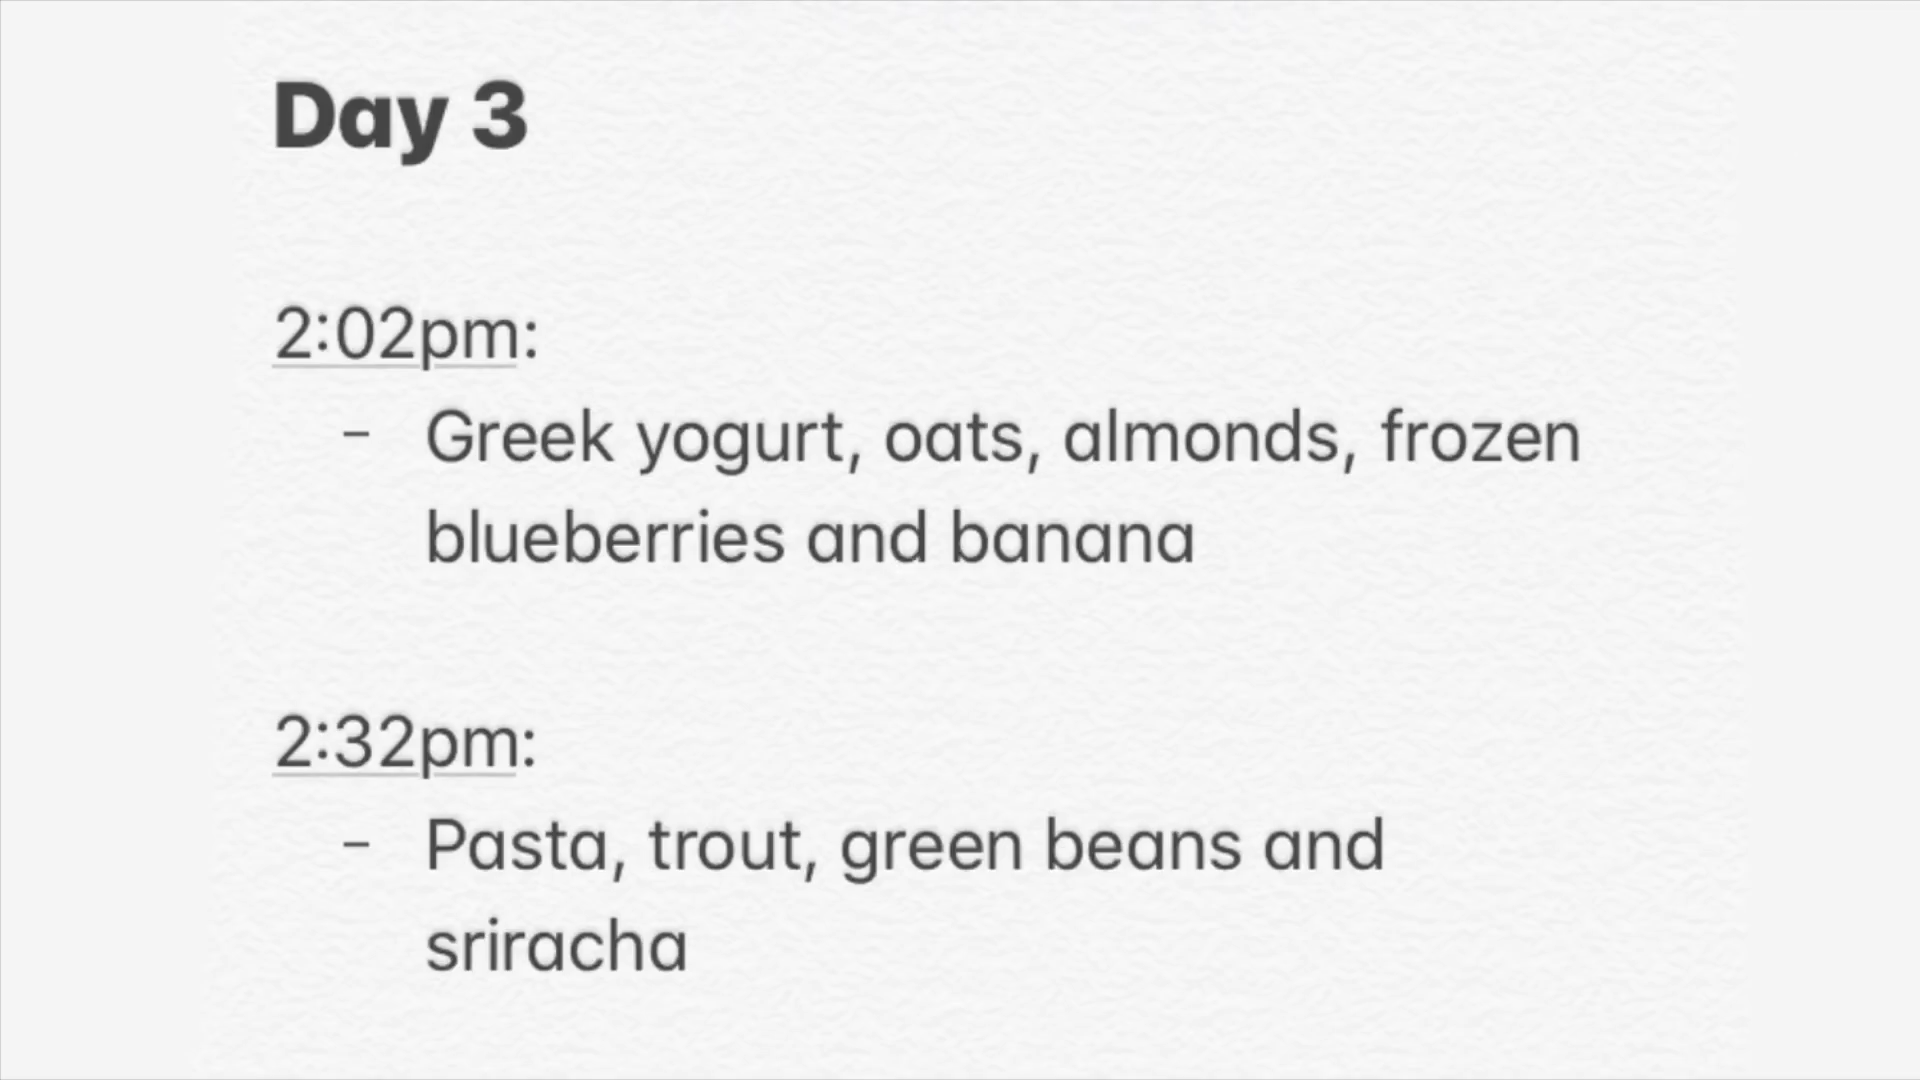 Day 3
2:02pm:
- Greek yogurt, oats, almonds, frozen
blueberries and banana
2:32pm:
- Pasta, trout, green beans and
sriracha